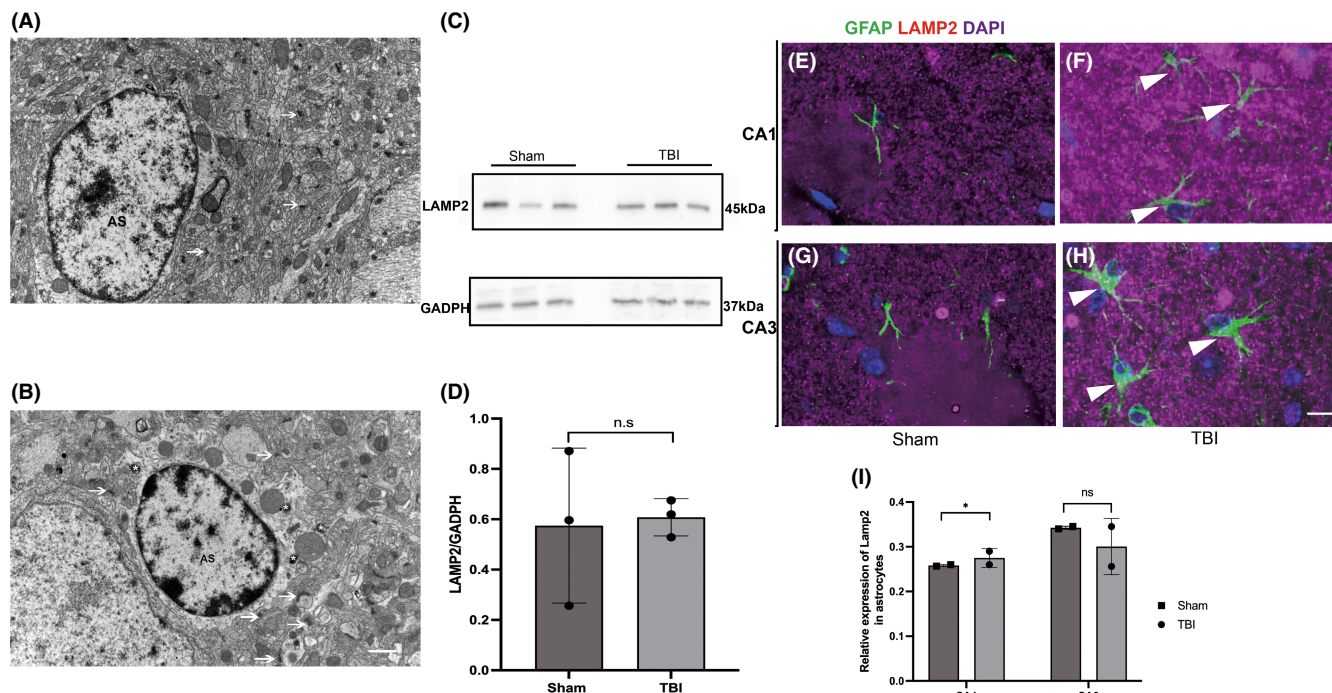 (A)
AS
(B)
AS
*
*
*
(C)
Sham
TBI
LAMP2
45kDa
GADPH
37kDa
(D)
LAMP2/GADPH
1.0
0.8
0.6
0.4
0.2
0.0
n.s
Sham
TBI
GFAP LAMP2 DAPI
CA1
(E)
(F)
CA3
(G)
(H)
Sham
TBI
(I)
Relative expression of Lamp2
in astrocytes
0.4
0.3
0.2
0.1
0.0
*
ns
Sham
TBI